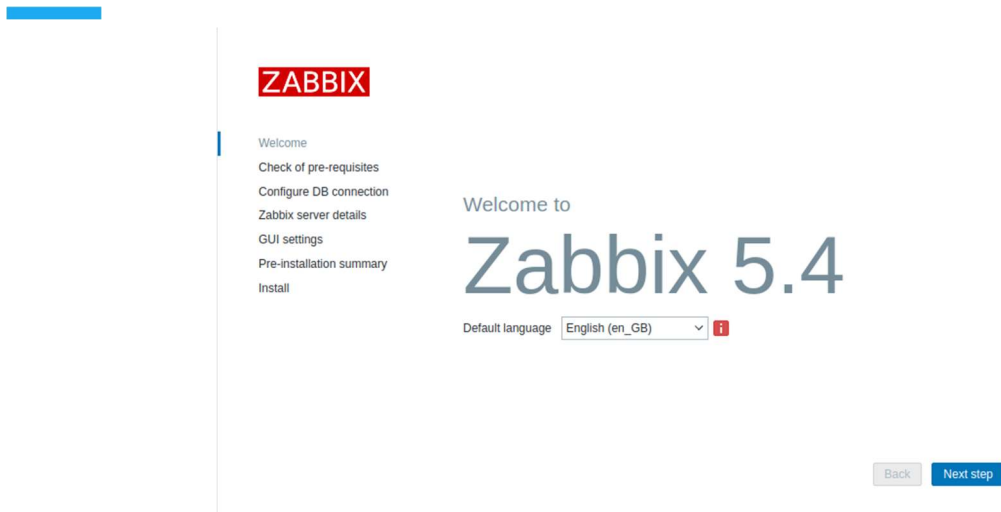 ZABBIX
Welcome
Check of pre-requisites
Configure DB connection
Zabbix server details
GUI settings
Pre-installation summary
Install
Welcome to
Zabbix 5.4
Default language English (en_GB) i
Back Next step